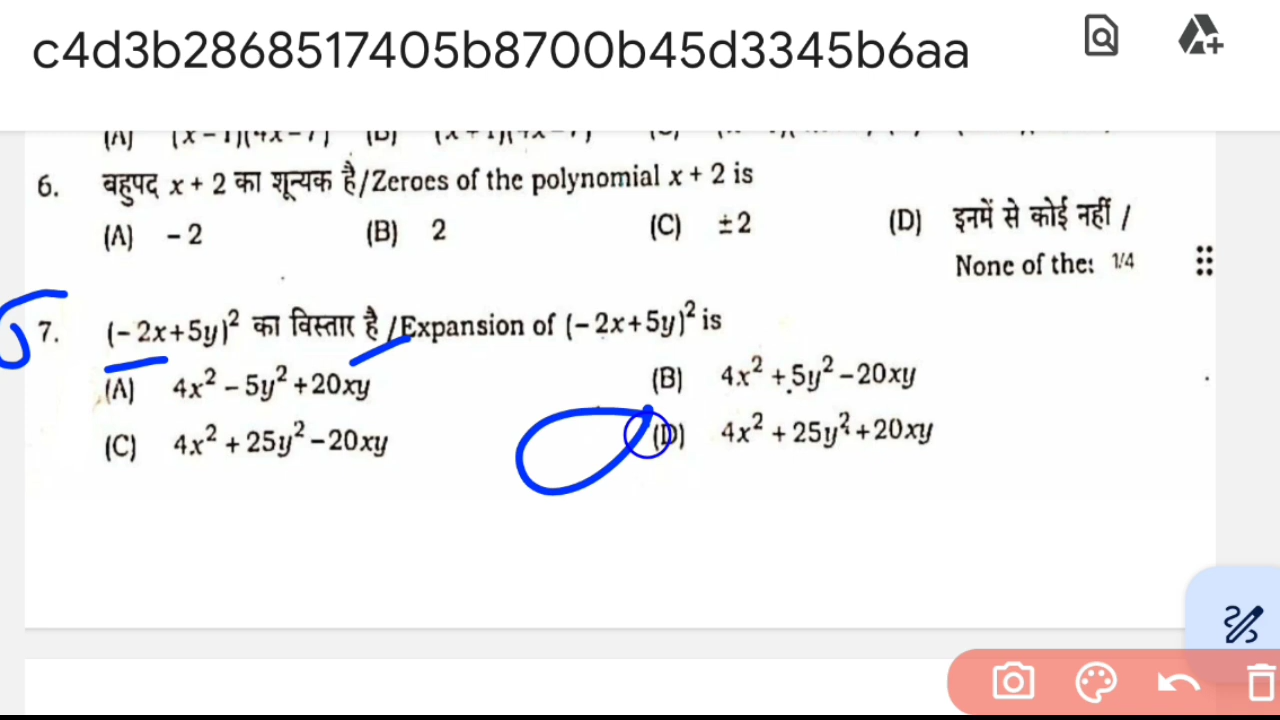 c4d3b2868517405b8700b45d3345b6aa
6. बहुपद x + 2 का शून्यक है/Zeroes of the polynomial x + 2 is
(A) - 2 (B) 2 (C) ±2 (D) इनमें से कोई नहीं /
None of the: 1/4
7. (- 2x+5y)² का विस्तार है /Expansion of (- 2x+5y)² is
(A) 4x² - 5y² +20xy (B) 4x² + 5y² -20xy
(C) 4x² + 25y² -20xy (D) 4x² + 25y² +20xy